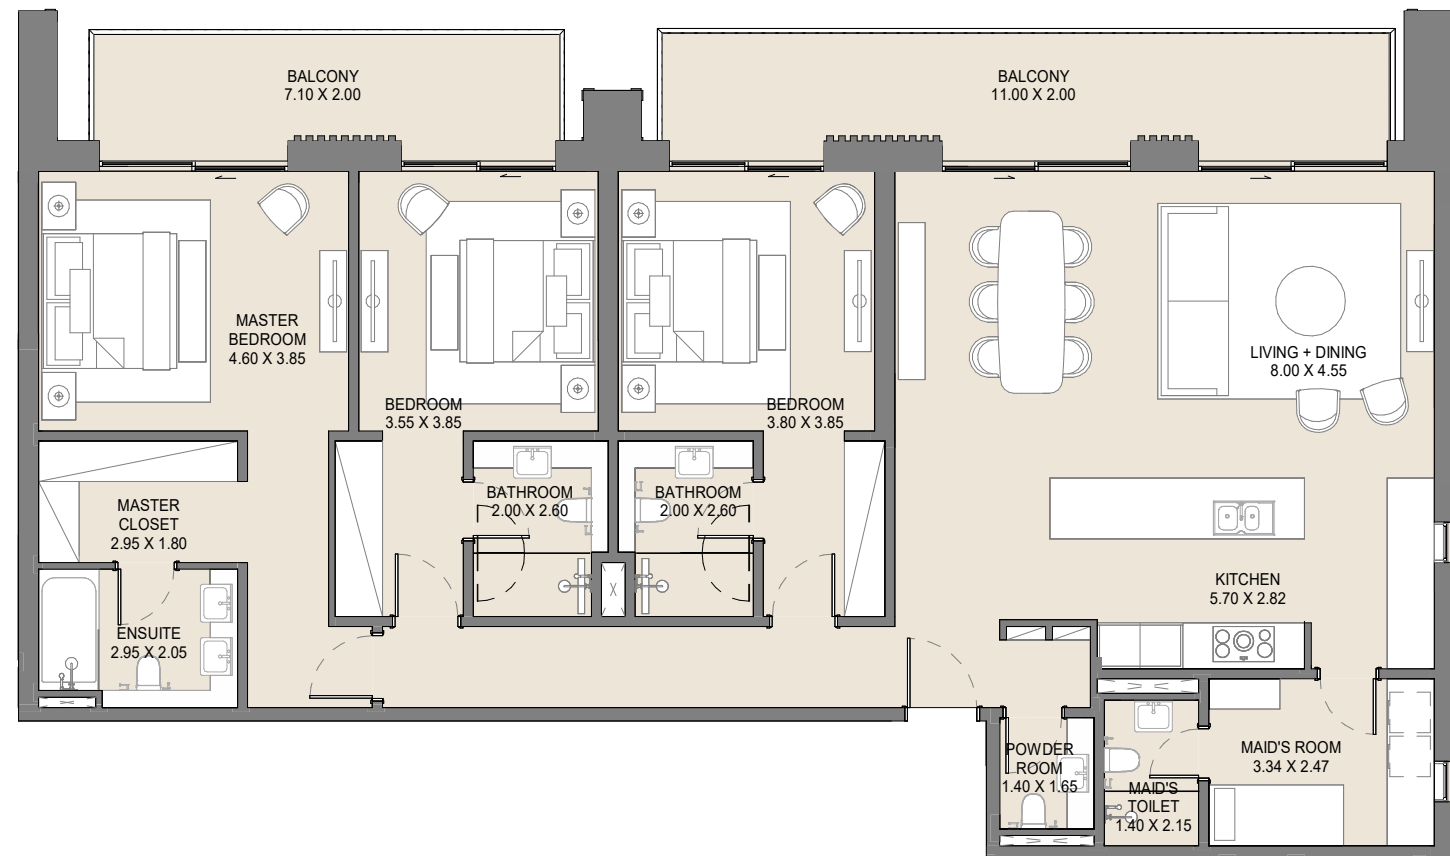 BALCONY
7.10 X 2.00
BALCONY
11.00 X 2.00
MASTER
BEDROOM
4.60 X 3.85
BEDROOM
3.55 X 3.85
BEDROOM
3.80 X 3.85
LIVING + DINING
8.00 X 4.55
MASTER
CLOSET
2.95 X 1.80
BATHROOM
2.00 X 2.60
BATHROOM
2.00 X 2.60
KITCHEN
5.70 X 2.82
ENSUITE
2.95 X 2.05
POWDER
ROOM
1.40 X 1.65
MAID'S
TOILET
1.40 X 2.15
MAID'S ROOM
3.34 X 2.47